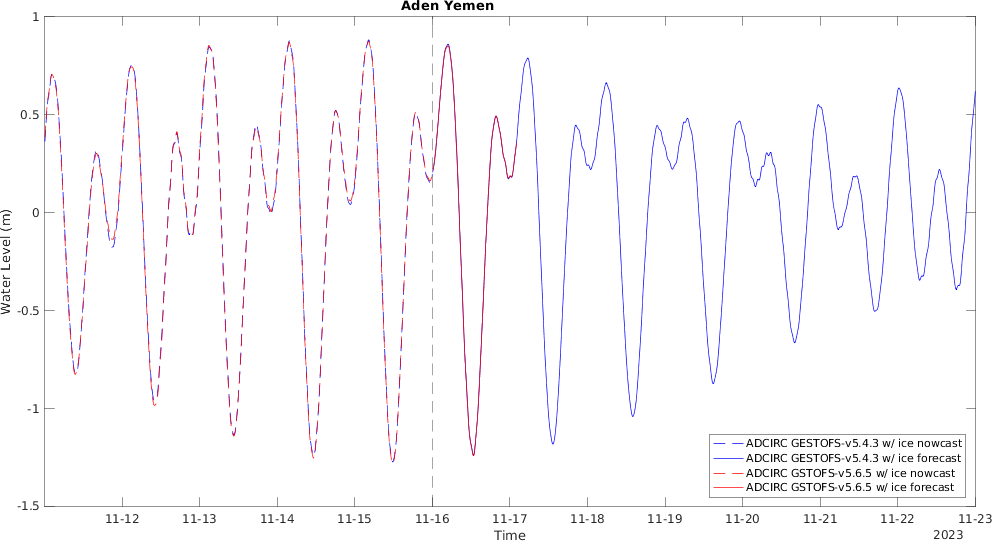 Aden Yemen
1
0.5
0
-0.5
-1
-1.5
Water Level (m)
ADCIRC GESTOFS-v5.4.3 w/ ice nowcast
ADCIRC GESTOFS-v5.4.3 w/ ice forecast
ADCIRC GSTOFS-v5.6.5 w/ ice nowcast
ADCIRC GSTOFS-v5.6.5 w/ ice forecast
11-12 11-13 11-14 11-15 11-16 11-17 11-18 11-19 11-20 11-21 11-22 11-23
Time
2023